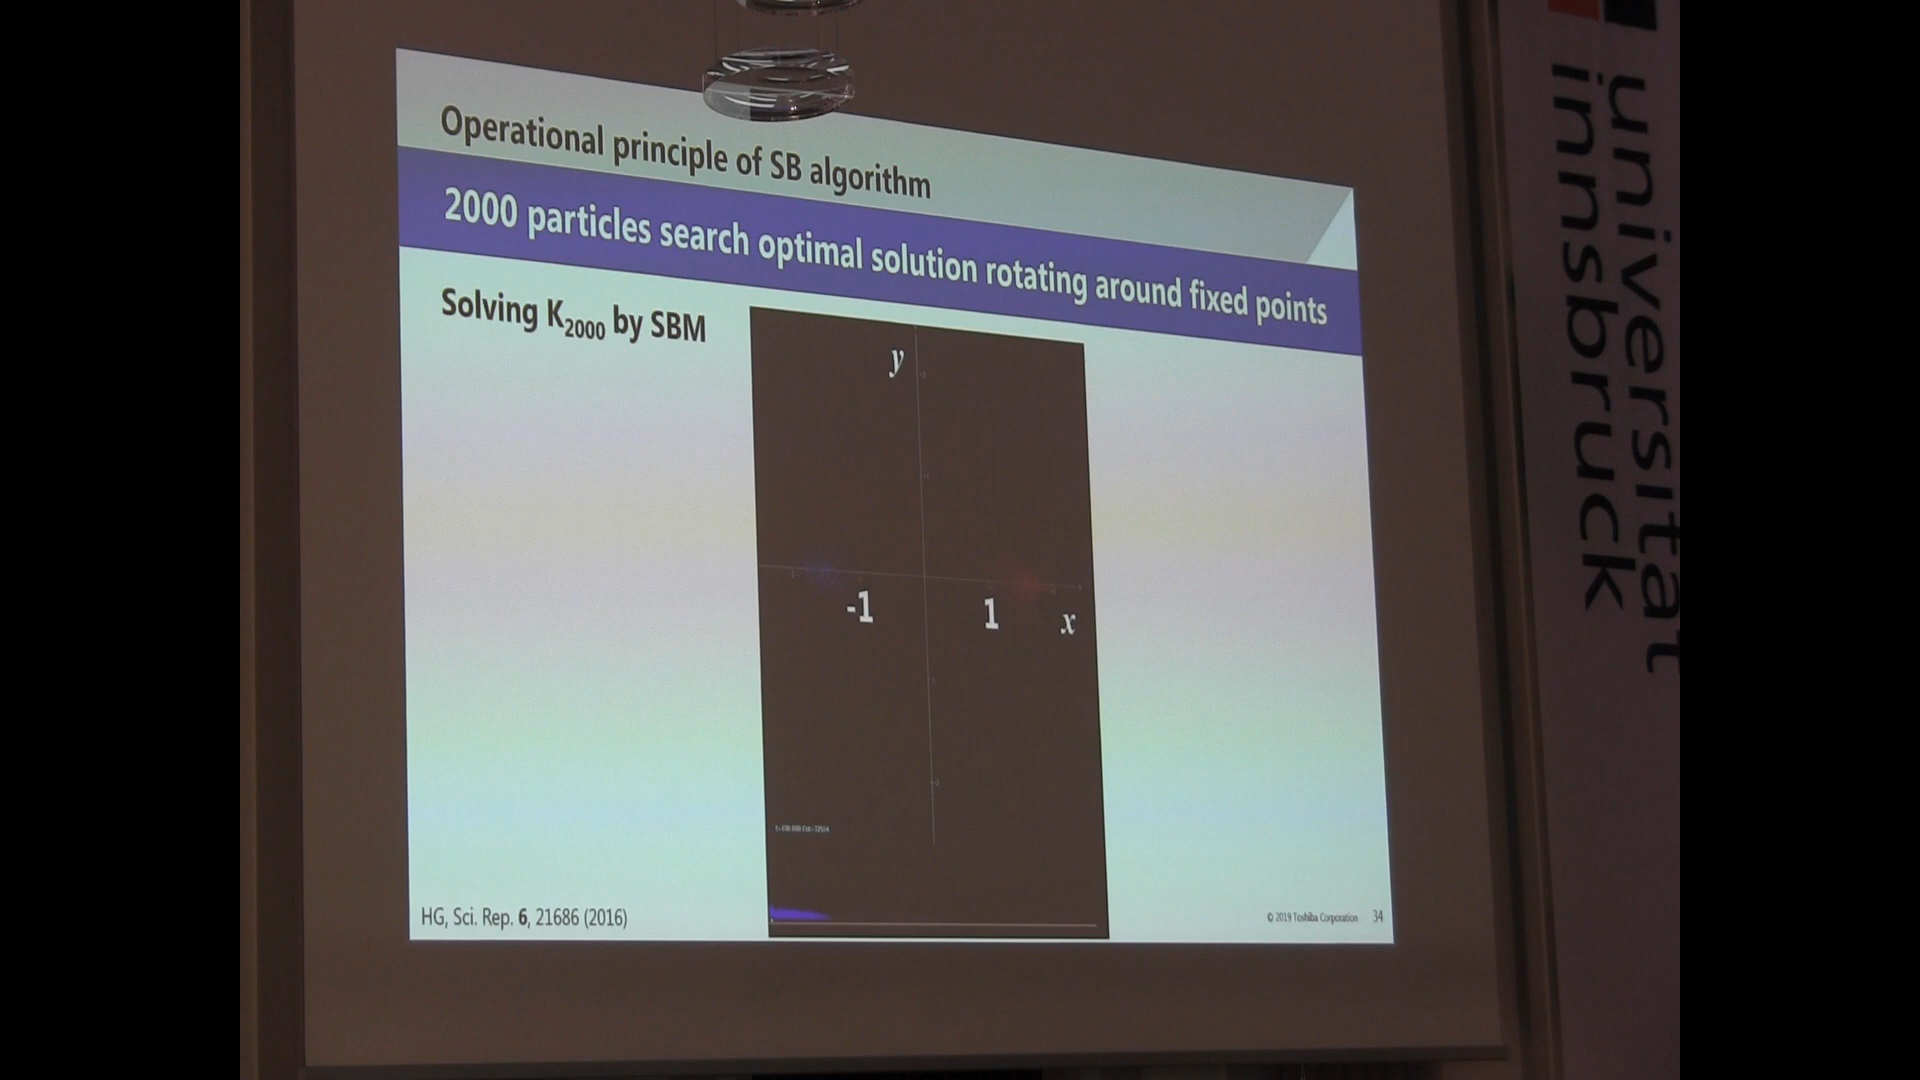 Operational principle of SB algorithm
2000 particles search optimal solution rotating around fixed points
Solving K2000 by SBM
y
-1
1
x
HG, Sci. Rep. 6, 21686 (2016)
© 2019 Toshiba Corporation
34
universität
innsbruck